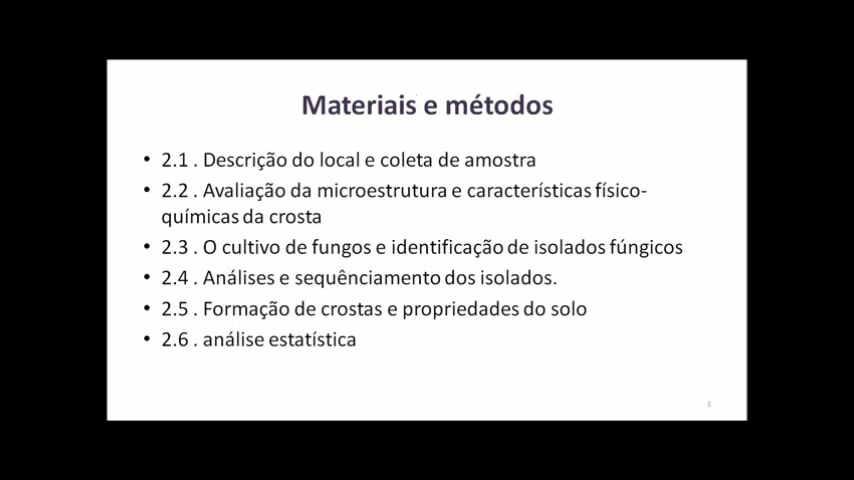 Materiais e métodos
• 2.1 . Descrição do local e coleta de amostra
• 2.2 . Avaliação da microestrutura e características físico-
químicas da crosta
• 2.3 . O cultivo de fungos e identificação de isolados fúngicos
• 2.4 . Análises e sequênciamento dos isolados.
• 2.5 . Formação de crostas e propriedades do solo
• 2.6 . análise estatística